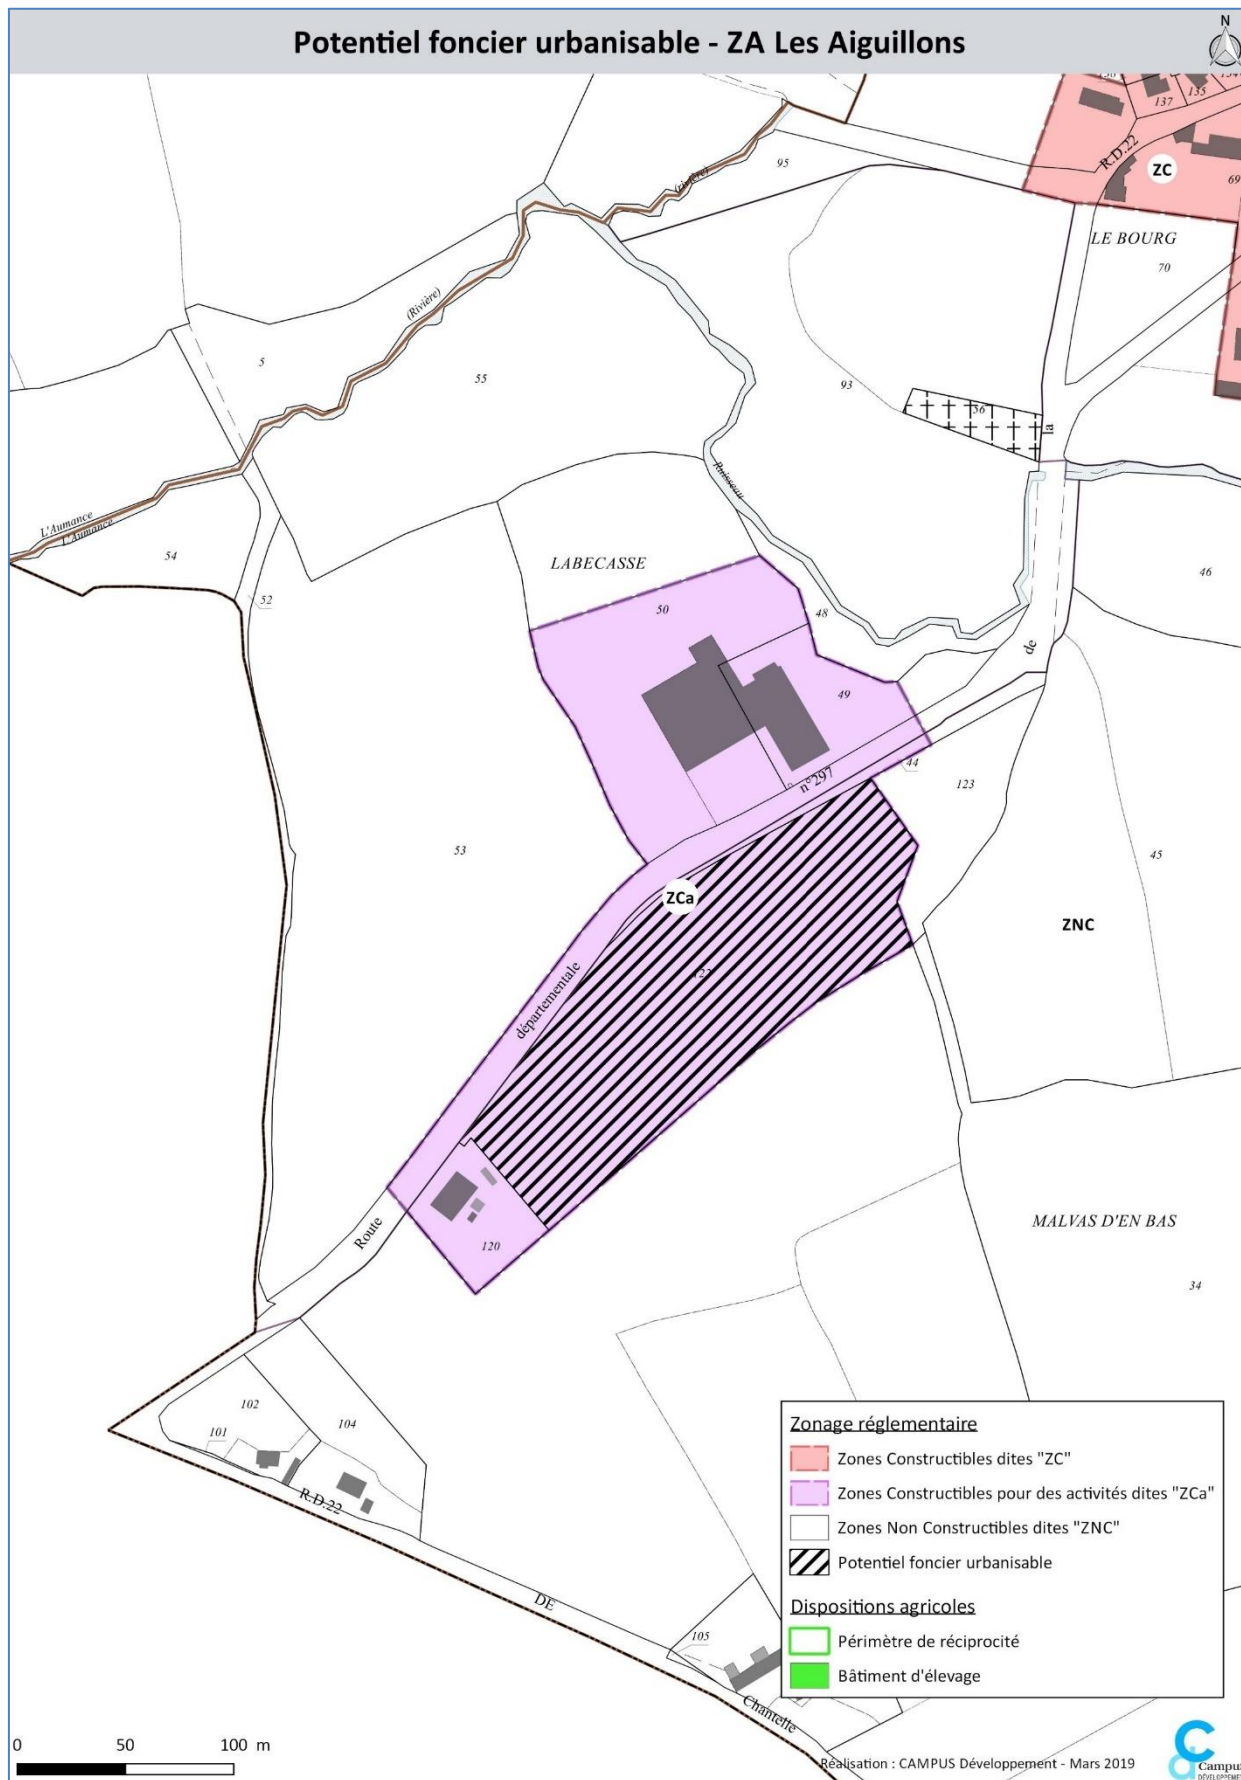 Potentiel foncier urbanisable - ZA Les Aiguillons
N
137
135
R.D.22
ZC
69
95
(rivière)
LE BOURG
70
(Rivière)
5
55
93
56
la
Ruisseau
L'Aumance
L'Aumance
54
52
LABECASSE
50
48
46
de
49
n°297
44
123
53
45
ZCa
ZNC
122
départementale
Route
120
MALVAS D'EN BAS
34
102
101
104
R.D.22
DE
105
Chantelle
Zonage réglementaire
Zones Constructibles dites "ZC"
Zones Constructibles pour des activités dites "ZCa"
Zones Non Constructibles dites "ZNC"
Potentiel foncier urbanisable
Dispositions agricoles
Périmètre de réciprocité
Bâtiment d'élevage
0 50 100 m
Réalisation : CAMPUS Développement - Mars 2019
Campus
DÉVELOPPEMENT